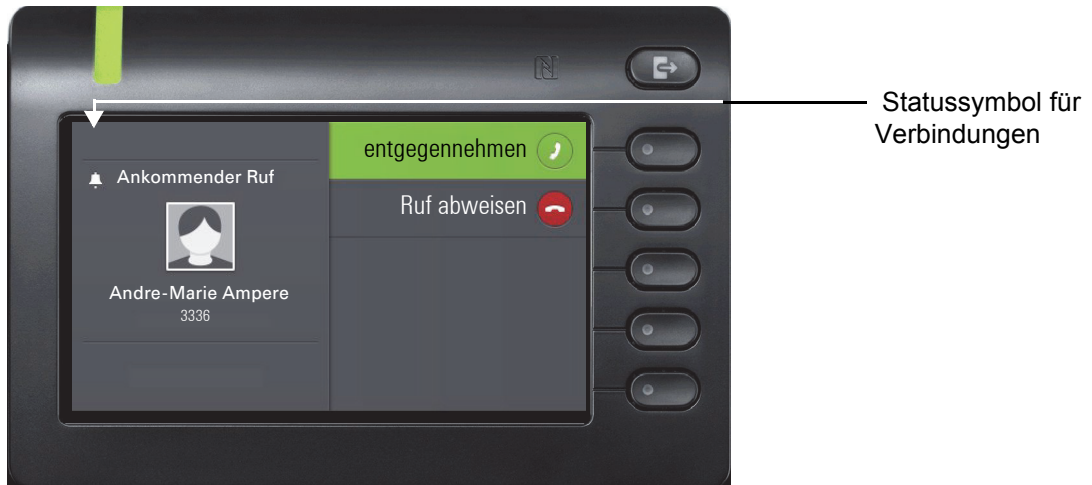 entgegennehmen
Statussymbol für
Verbindungen
Ankommender Ruf
Ruf abweisen
Andre-Marie Ampere
3336